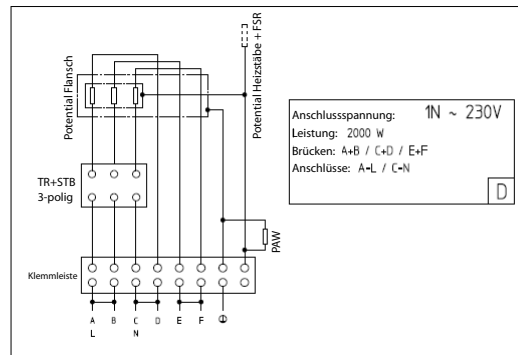 Potential Flansch
Potential Heizstäbe + FSR
TR+STB
3-polig
PAW
Klemmleiste
A B C D E F
L N
Anschlussspannung: 1N ~ 230V
Leistung: 2000 W
Brücken: A+B / C+D / E+F
Anschlüsse: A-L / C-N
D